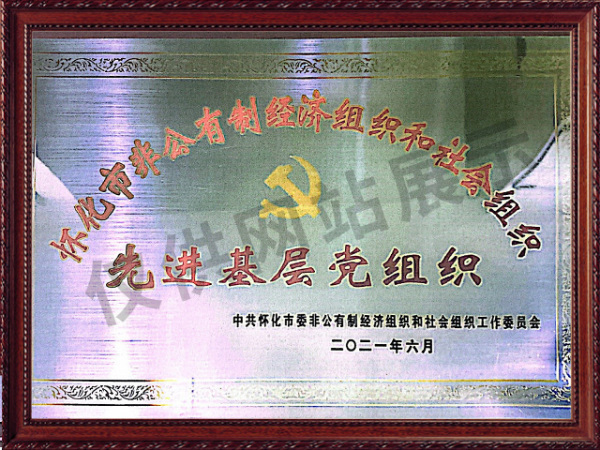 怀化市非公有制经济组织和社会组织
先进基层党组织
中共怀化市委非公有制经济组织和社会组织工作委员会
二〇二一年六月
仅供网站展示